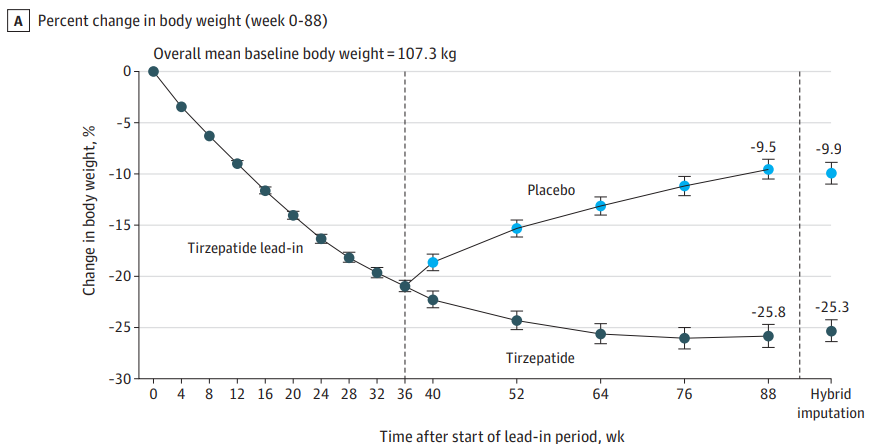 A Percent change in body weight (week 0-88)
Overall mean baseline body weight = 107.3 kg
0
-5
-10
-15
-20
-25
-30
Change in body weight, %
-9.5
-9.9
Placebo
Tirzepatide lead-in
-25.8
-25.3
Tirzepatide
0 4 8 12 16 20 24 28 32 36 40 52 64 76 88 Hybrid
imputation
Time after start of lead-in period, wk